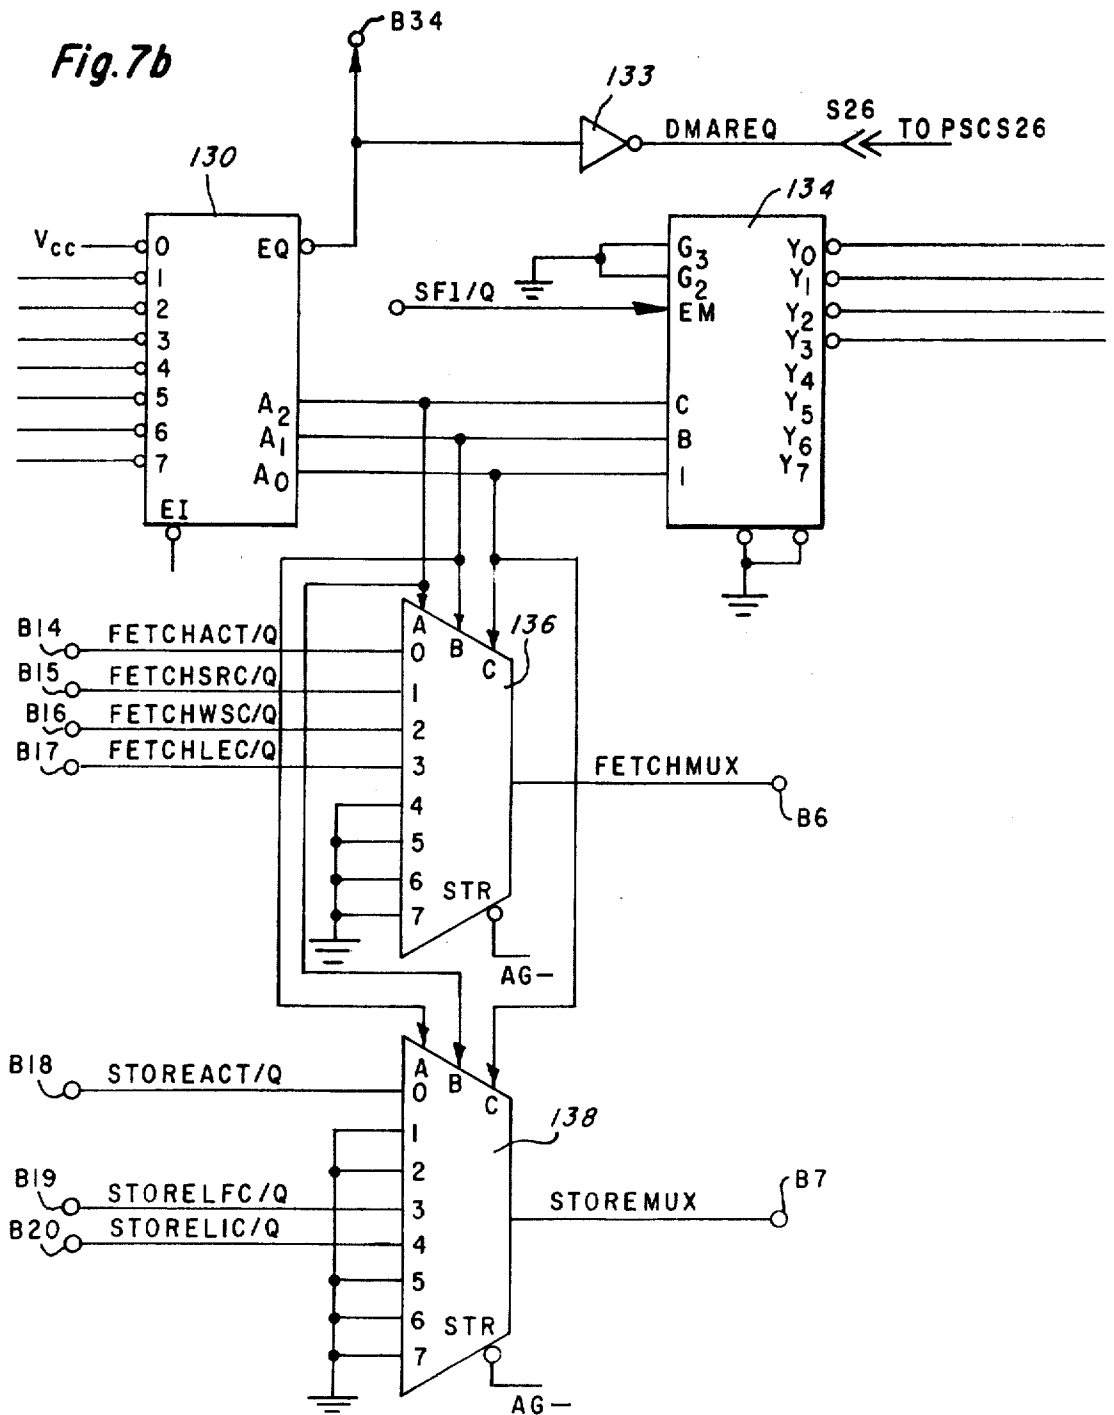 Fig.7b
B34
133
DMAREQ
S26
TO PSCS26
130
134
VCC
0
1
2
3
4
5
6
7
EQ
A2
A1
A0
EI
SF1/Q
G3
G2
EM
C
B
1
Y0
Y1
Y2
Y3
Y4
Y5
Y6
Y7
136
A
B
C
B14
FETCHACT/Q
0
B15
FETCHSRC/Q
1
B16
FETCHWSC/Q
2
B17
FETCHLEC/Q
3
4
5
6
7
STR
AG-
FETCHMUX
B6
138
A
B
C
B18
STOREACT/Q
0
1
2
B19
STORELFC/Q
3
B20
STORELIC/Q
4
5
6
7
STR
AG-
STOREMUX
B7